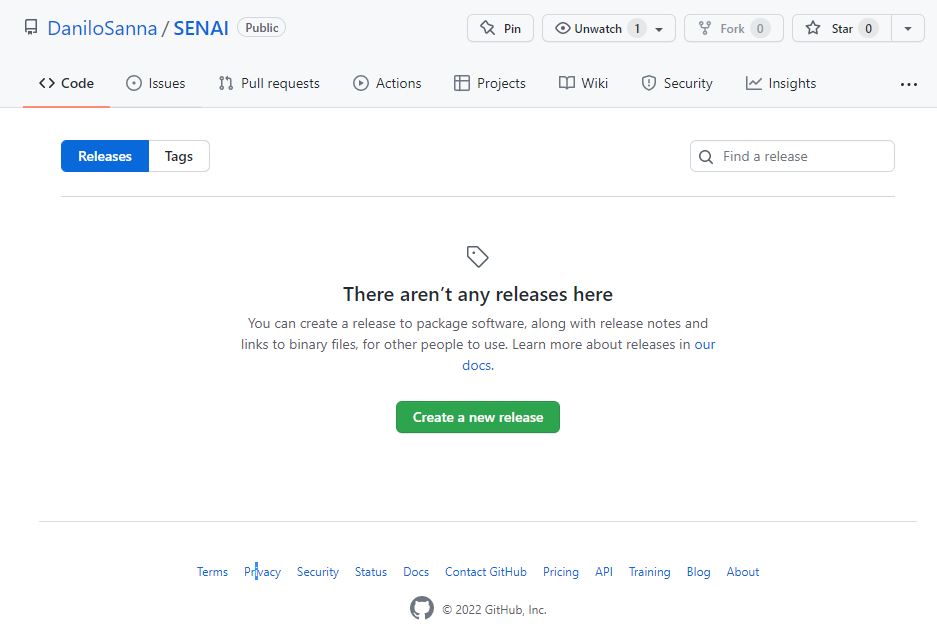 DaniloSanna / SENAI Public Pin Unwatch 1 Fork 0 Star 0
Code Issues Pull requests Actions Projects Wiki Security Insights ...
Releases Tags Find a release
There aren't any releases here
You can create a release to package software, along with release notes and
links to binary files, for other people to use. Learn more about releases in our
docs.
Create a new release
Terms Privacy Security Status Docs Contact GitHub Pricing API Training Blog About
© 2022 GitHub, Inc.